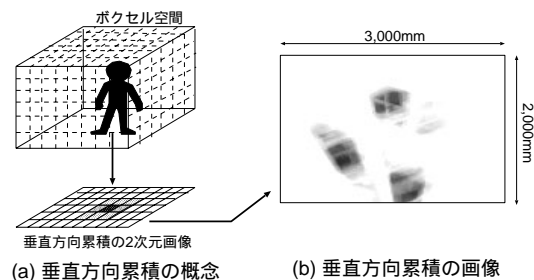 ボクセル空間
3,000mm
2,000mm
垂直方向累積の2次元画像
(a) 垂直方向累積の概念
(b) 垂直方向累積の画像